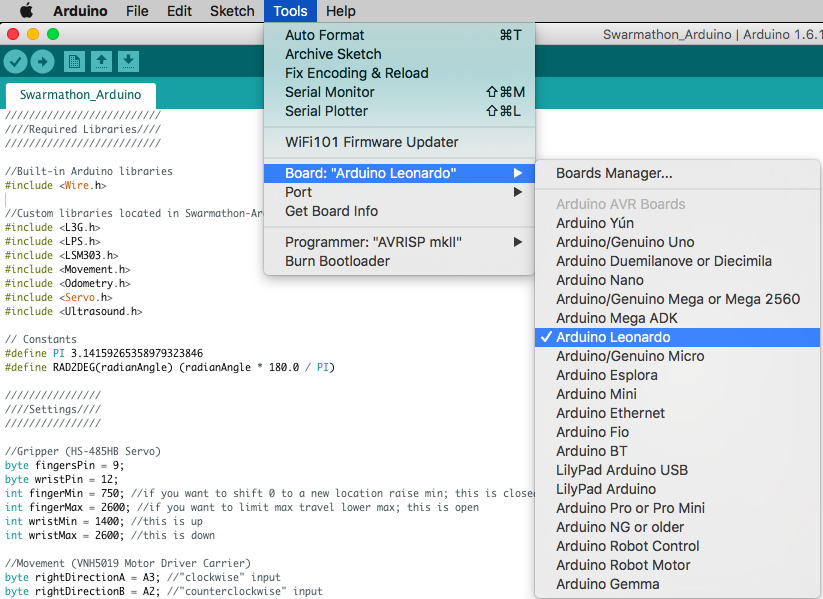 Arduino File Edit Sketch Tools Help
Swarmathon_Arduino | Arduino 1.6.1
Swarmathon_Arduino
Auto Format ⌘T
Archive Sketch
Fix Encoding & Reload
Serial Monitor ⇧⌘M
Serial Plotter ⇧⌘L
WiFi101 Firmware Updater
Board: "Arduino Leonardo"
Port
Get Board Info
Programmer: "AVRISP mkII"
Burn Bootloader
Boards Manager...
Arduino AVR Boards
Arduino Yún
Arduino/Genuino Uno
Arduino Duemilanove or Diecimila
Arduino Nano
Arduino/Genuino Mega or Mega 2560
Arduino Mega ADK
✓ Arduino Leonardo
Arduino/Genuino Micro
Arduino Esplora
Arduino Mini
Arduino Ethernet
Arduino Fio
Arduino BT
LilyPad Arduino USB
LilyPad Arduino
Arduino Pro or Pro Mini
Arduino NG or older
Arduino Robot Control
Arduino Robot Motor
Arduino Gemma
//////////////////////////
////Required Libraries////
//////////////////////////
//Built-in Arduino libraries
#include <Wire.h>
//Custom libraries located in Swarmathon-Ar
#include <L3G.h>
#include <LPS.h>
#include <LSM303.h>
#include <Movement.h>
#include <Odometry.h>
#include <Servo.h>
#include <Ultrasound.h>
// Constants
#define PI 3.14159265358979323846
#define RAD2DEG(radianAngle) (radianAngle * 180.0 / PI)
////////////////
////Settings////
////////////////
//Gripper (HS-485HB Servo)
byte fingersPin = 9;
byte wristPin = 12;
int fingerMin = 750; //if you want to shift 0 to a new location raise min; this is closed
int fingerMax = 2600; //if you want to limit max travel lower max; this is open
int wristMin = 1400; //this is up
int wristMax = 2600; //this is down
//Movement (VNH5019 Motor Driver Carrier)
byte rightDirectionA = A3; //"clockwise" input
byte rightDirectionB = A2; //"counterclockwise" input